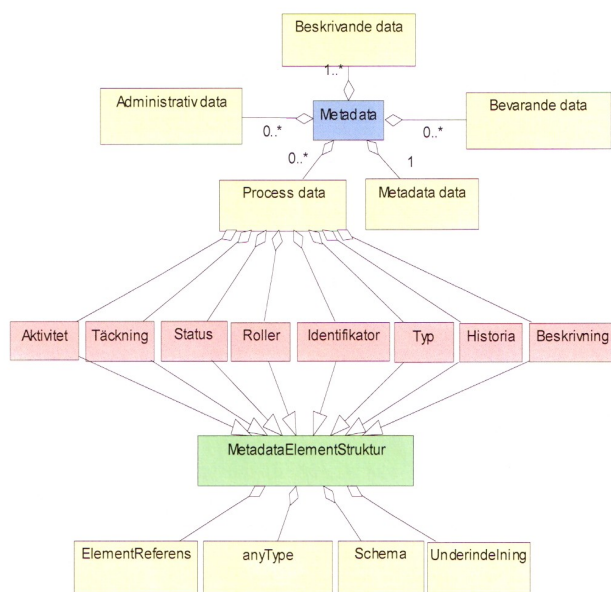 Beskrivande data
1..*
Administrativ data
Metadata
Bevarande data
0..*
0..*
0..*
1
Process data
Metadata data
Aktivitet
Täckning
Status
Roller
Identifikator
Typ
Historia
Beskrivning
MetadataElementStruktur
ElementReferens
anyType
Schema
Underindelning